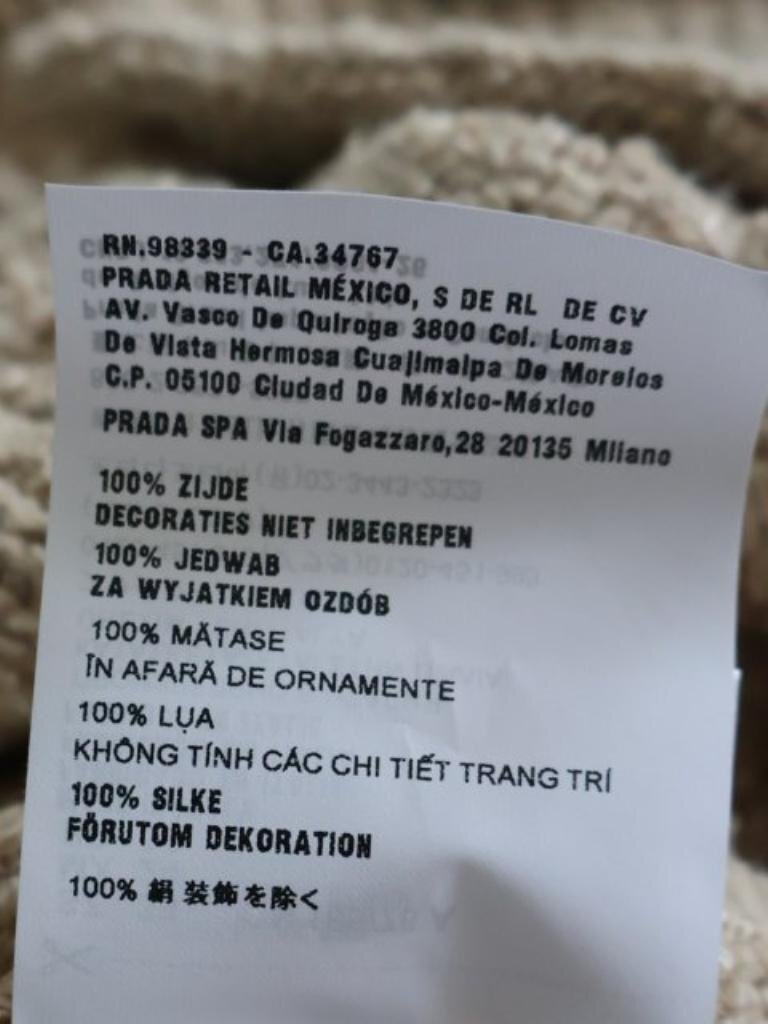 RN.98339 - CA.34767
PRADA RETAIL MÉXICO, S DE RL DE CV
AV. Vasco De Quiroga 3800 Col. Lomas
De Vista Hermosa Cuajimalpa De Morelos
C.P. 05100 Ciudad De México-México
PRADA SPA Via Fogazzaro,28 20135 Milano
100% ZIJDE
DECORATIES NIET INBEGREPEN
100% JEDWAB
ZA WYJATKIEM OZDÓB
100% MĂTASE
ÎN AFARĂ DE ORNAMENTE
100% LỤA
KHÔNG TÍNH CÁC CHI TIẾT TRANG TRÍ
100% SILKE
FÖRUTOM DEKORATION
100% 絹 装飾を除く